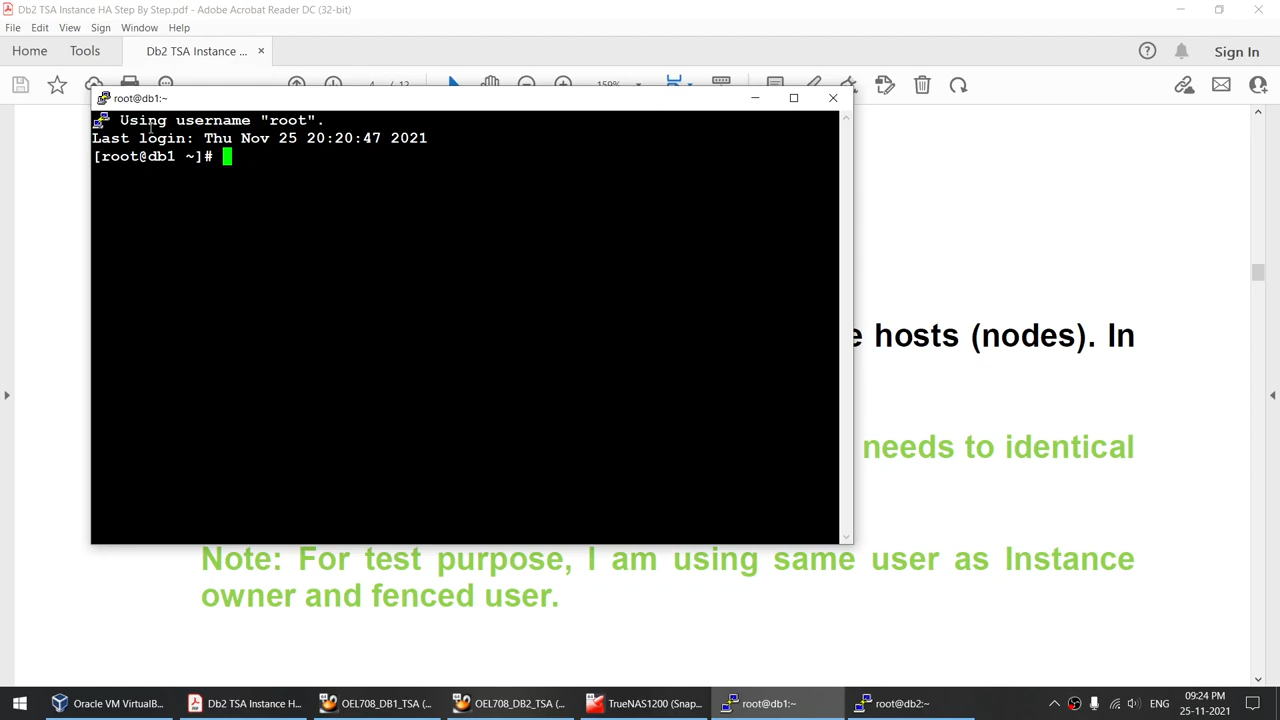 Db2 TSA Instance HA Step By Step.pdf - Adobe Acrobat Reader DC (32-bit)
File Edit View Sign Window Help
Home Tools Db2 TSA Instance ... × Sign In
159%
root@db1:~
Using username "root".
Last login: Thu Nov 25 20:20:47 2021
[root@db1 ~]#
hosts (nodes). In
needs to identical
Note: For test purpose, I am using same user as Instance
owner and fenced user.
Oracle VM VirtualB... Db2 TSA Instance H... OEL708_DB1_TSA (... OEL708_DB2_TSA (... TrueNAS1200 (Snap... root@db1:~ root@db2:~ ENG 09:24 PM
25-11-2021